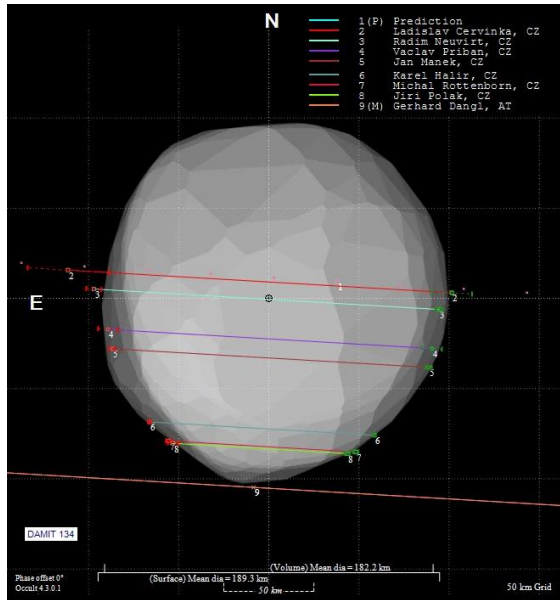 N
1(P) Prediction
2 Ladislav Cervinka, CZ
3 Radim Neuvirt, CZ
4 Vaclav Priban, CZ
5 Jan Manek, CZ
6 Karel Halir, CZ
7 Michal Rottenborn, CZ
8 Jiri Polak, CZ
9(M) Gerhard Dangl, AT
2
1
2
3
E
3
4
4
5
5
6
6
8
8
7
9
DAMIT 134
(Volume) Mean dia = 182.2 km
Phase offset 0°
(Surface) Mean dia = 189.3 km
Occult 4.3.0.1
50 km
50 km Grid